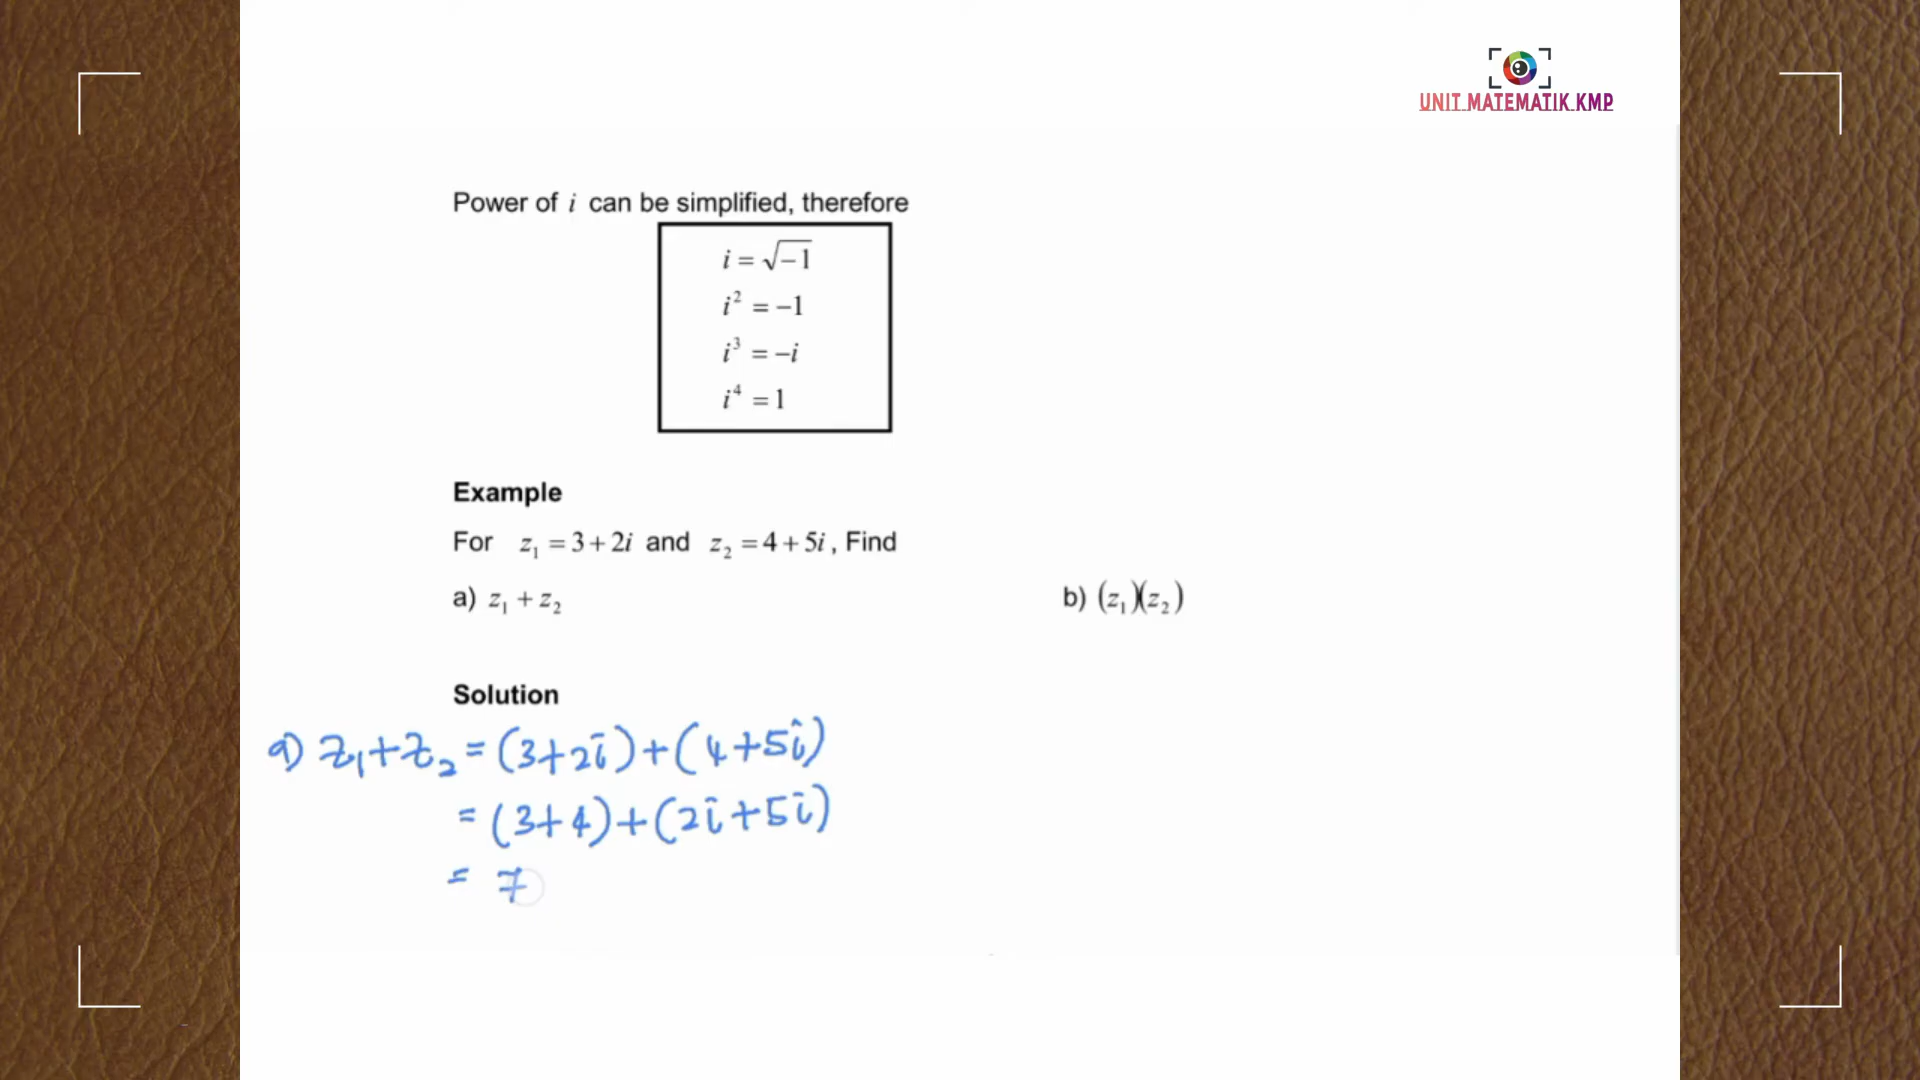 UNIT MATEMATIK KMP
Power of i can be simplified, therefore
i = √−1
i² = −1
i³ = −i
i⁴ = 1
Example
For z₁ = 3 + 2i and z₂ = 4 + 5i, Find
a) z₁ + z₂
b) (z₁)(z₂)
Solution
a) z₁ + z₂ = (3+2i) + (4+5i)
= (3+4) + (2i+5i)
= 7